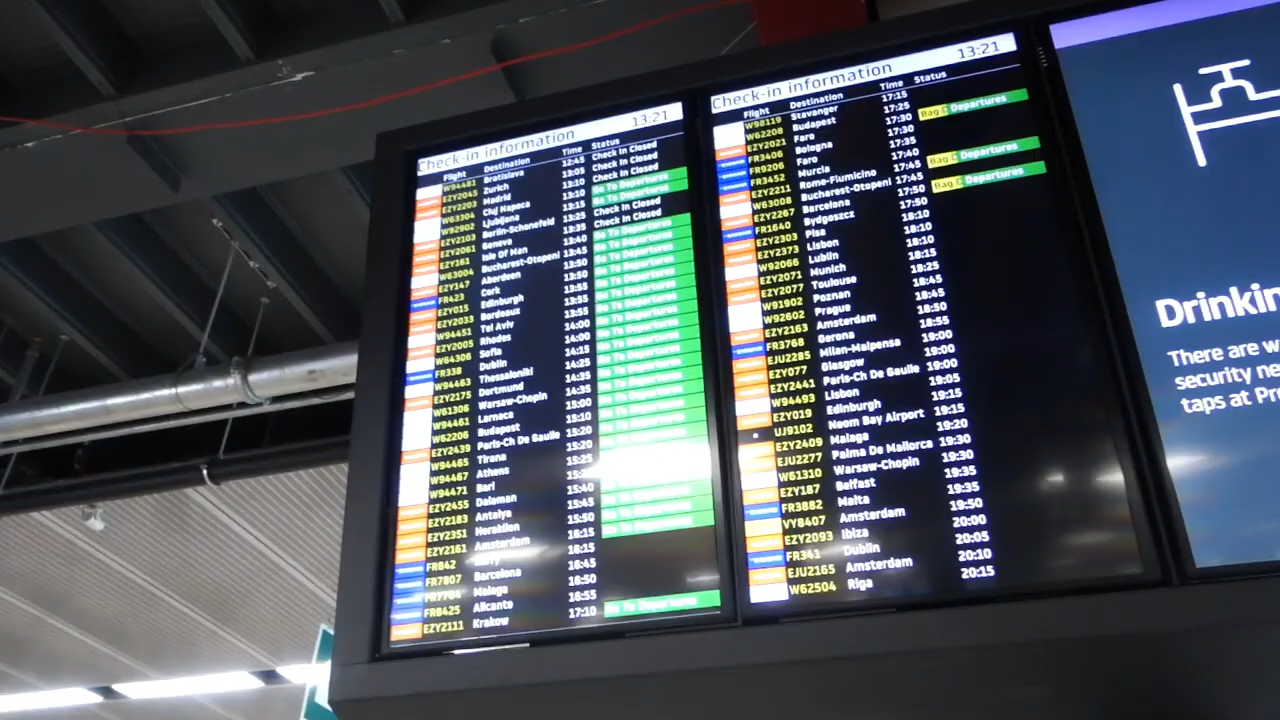 Check-in information 13:21
Flight Destination Time Status
W94481 Bratislava 12:45 Check In Closed
EZY2045 Zurich 13:05 Check In Closed
EZY2203 Madrid 13:10 Check In Closed
W63304 Cluj Napoca 13:10 Go To Departures
W92902 Ljubljana 13:15 Go To Departures
EZY2103 Berlin-Schonefeld 13:25 Check In Closed
EZY2061 Geneva 13:35 Check In Closed
EZY161 Isle Of Man 13:40 Go To Departures
W63004 Bucharest-Otopeni 13:45 Go To Departures
EZY147 Aberdeen 13:50 Go To Departures
FR423 Cork 13:50 Go To Departures
EZY015 Edinburgh 13:55 Go To Departures
EZY2033 Bordeaux 13:55 Go To Departures
W94451 Tel Aviv 13:55 Go To Departures
EZY2005 Rhodes 14:00 Go To Departures
W64306 Sofia 14:00 Go To Departures
FR338 Dublin 14:15 Go To Departures
W94463 Thessaloniki 14:25 Go To Departures
EZY2175 Dortmund 14:35 Go To Departures
W61306 Warsaw-Chopin 14:35 Go To Departures
W94461 Larnaca 15:00 Go To Departures
W62206 Budapest 15:10 Go To Departures
EZY2439 Paris-Ch De Gaulle 15:20 Go To Departures
W94465 Tirana 15:20
W94467 Athens 15:25
W94471 Bari
EZY2455 Dalaman 15:40 Go To Departures
EZY2183 Antalya 15:45 Go To Departures
EZY2351 Heraklion 15:50 Go To Departures
EZY2161 Amsterdam 16:15
FR842 16:15
FR7807 Barcelona 16:45
FR7784 Malaga 16:50
FR8425 Alicante 16:55
EZY2111 Krakow 17:10 Go To Departures
Check-in information 13:21
Flight Destination Time Status
W98119 Stavanger 17:15
W62208 Budapest 17:25
EZY2021 Faro 17:30 Bag Departures
FR3406 Bologna 17:30
FR9206 Faro 17:35
FR3452 Murcia 17:40
EZY2211 Rome-Fiumicino 17:45 Bag Departures
W63008 Bucharest-Otopeni 17:45
EZY2267 Barcelona 17:50 Bag Departures
FR1640 Bydgoszcz 17:50
EZY2303 Pisa 18:10
EZY2373 Lisbon 18:10
W92066 Lublin 18:10
EZY2071 Munich 18:15
EZY2077 Toulouse 18:25
W91902 Poznan 18:45
W92602 Prague 18:45
EZY2163 Amsterdam 18:50
FR3768 Gerona 18:55
EJU2285 Milan-Malpensa 19:00
EZY077 Glasgow 19:00
EZY2441 Paris-Ch De Gaulle 19:00
W94493 Lisbon 19:05
EZY019 Edinburgh 19:15
UJ9102 Neom Bay Airport 19:15
EZY2409 Malaga 19:20
EJU2277 Palma De Mallorca 19:30
W61310 Warsaw-Chopin 19:30
EZY187 Belfast 19:35
FR3882 Malta 19:35
VY8407 Amsterdam 19:50
EZY2093 Ibiza 20:00
FR341 Dublin 20:05
EJU2165 Amsterdam 20:10
W62504 Riga 20:15
Drinkin
There are w
security ne
taps at Pr